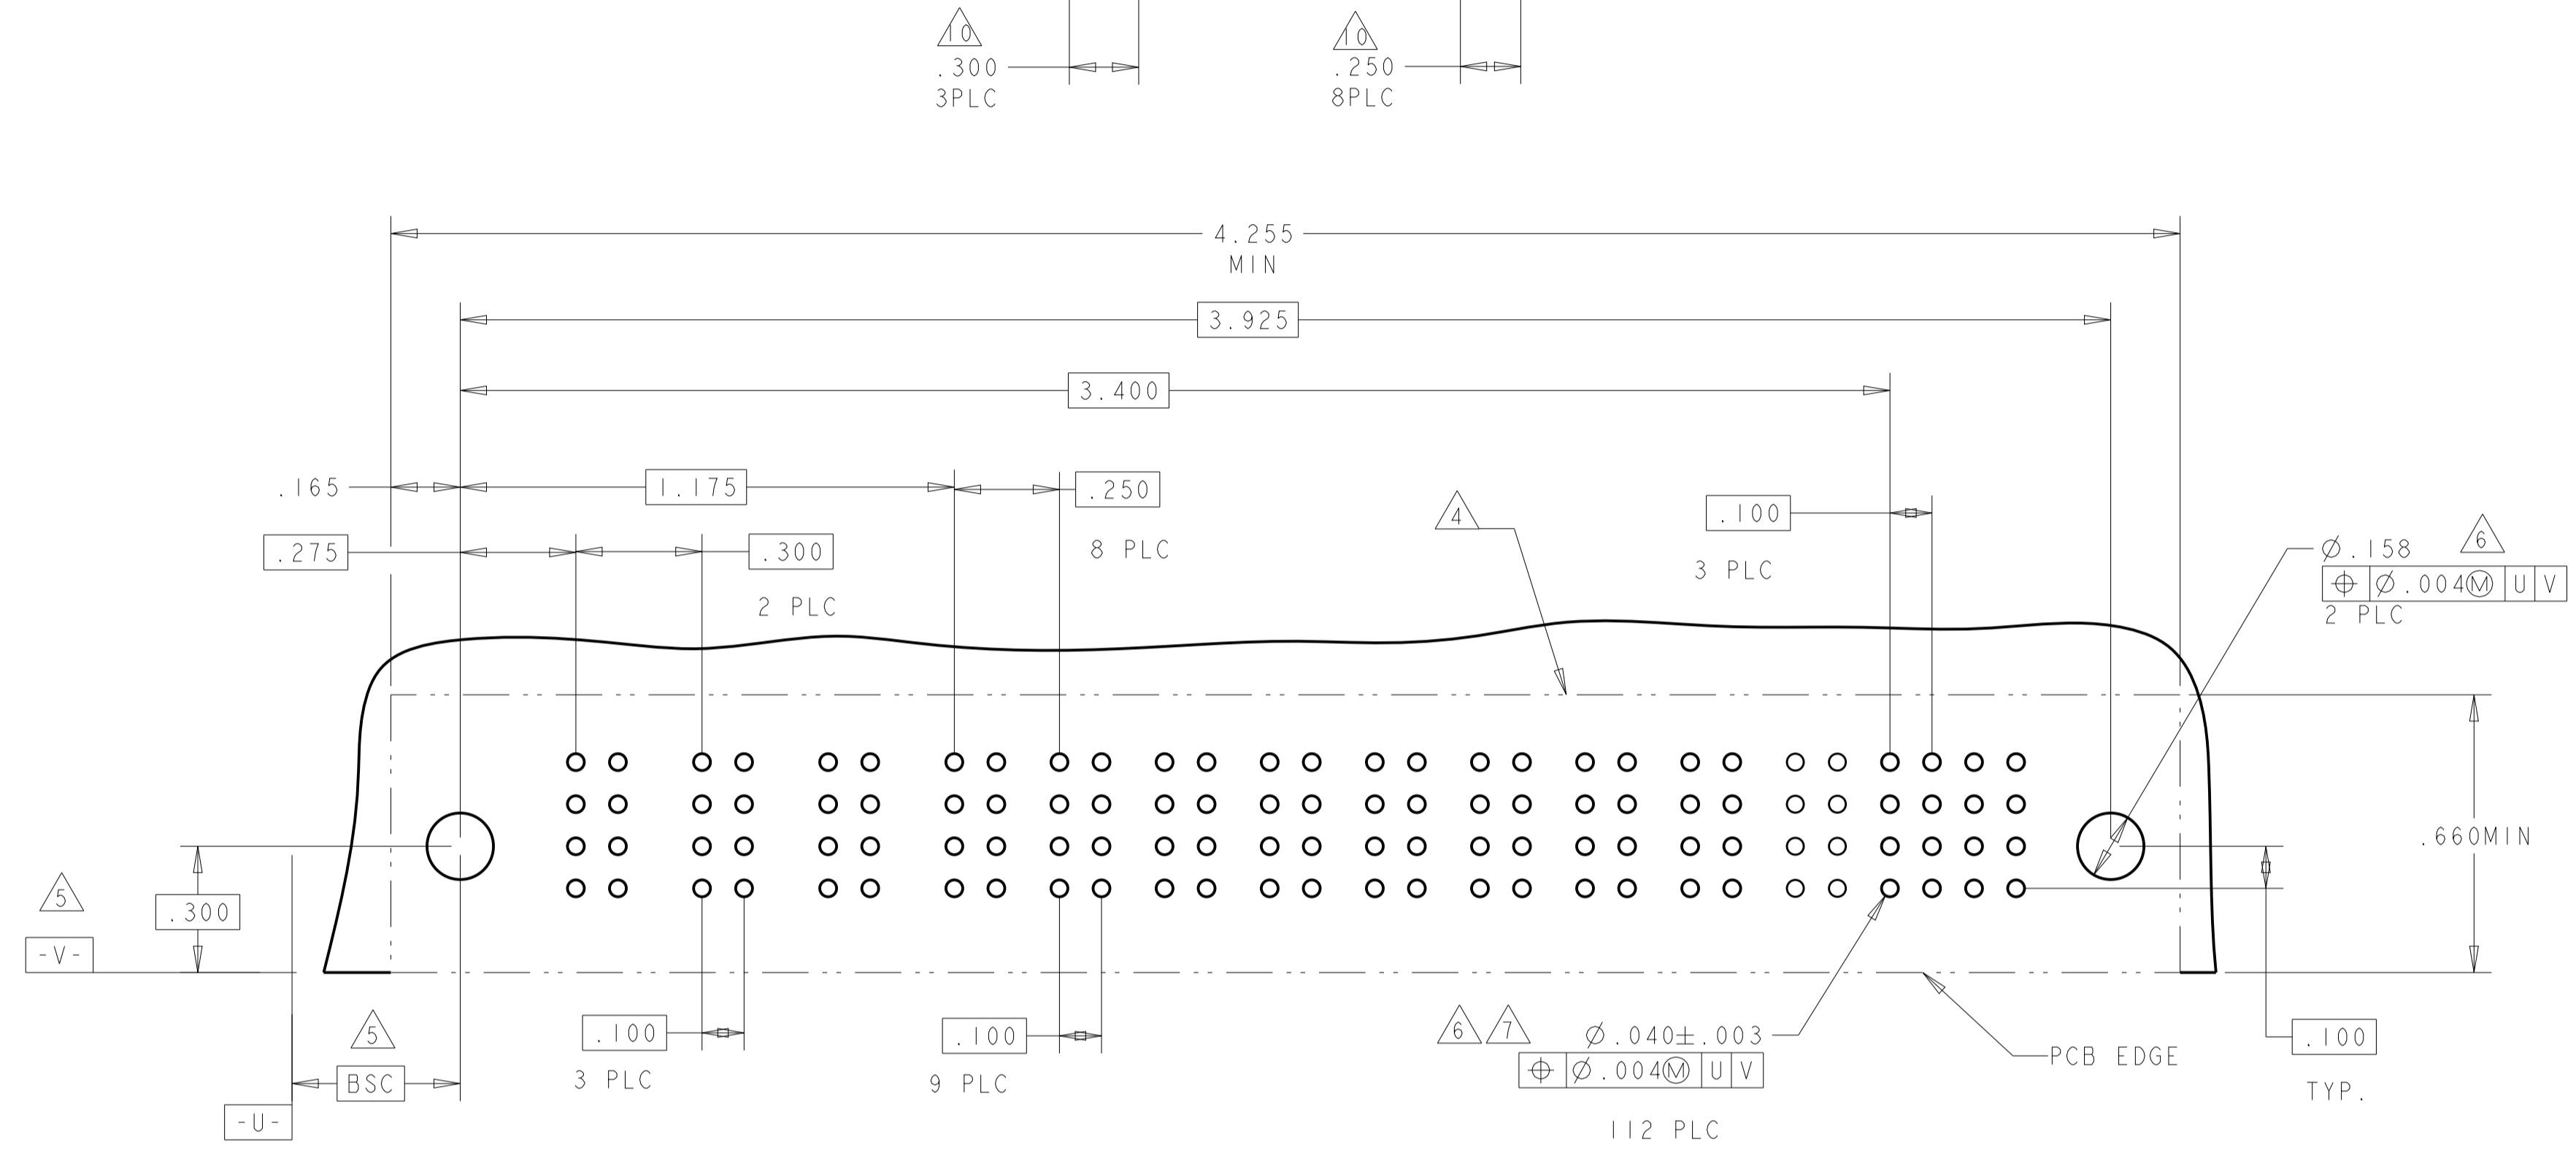 10
.300
3PLC
10
.250
8PLC
4.255
MIN
3.925
3.400
.165
1.175
.250
8 PLC
.275
.300
2 PLC
4
.100
3 PLC
Ø.158
6
⌖ Ø.004Ⓜ U V
2 PLC
.660MIN
5
.300
-V-
5
BSC
-U-
.100
3 PLC
.100
9 PLC
6 7
Ø.040±.003
⌖ Ø.004Ⓜ U V
112 PLC
PCB EDGE
.100
TYP.